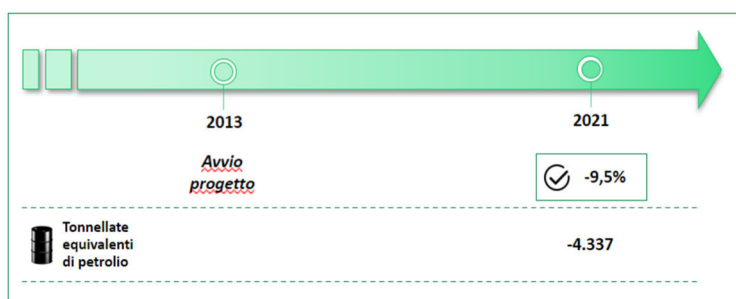 2013
2021
Avvio
progetto
-9,5%
Tonnellate
equivalenti
di petrolio
-4.337